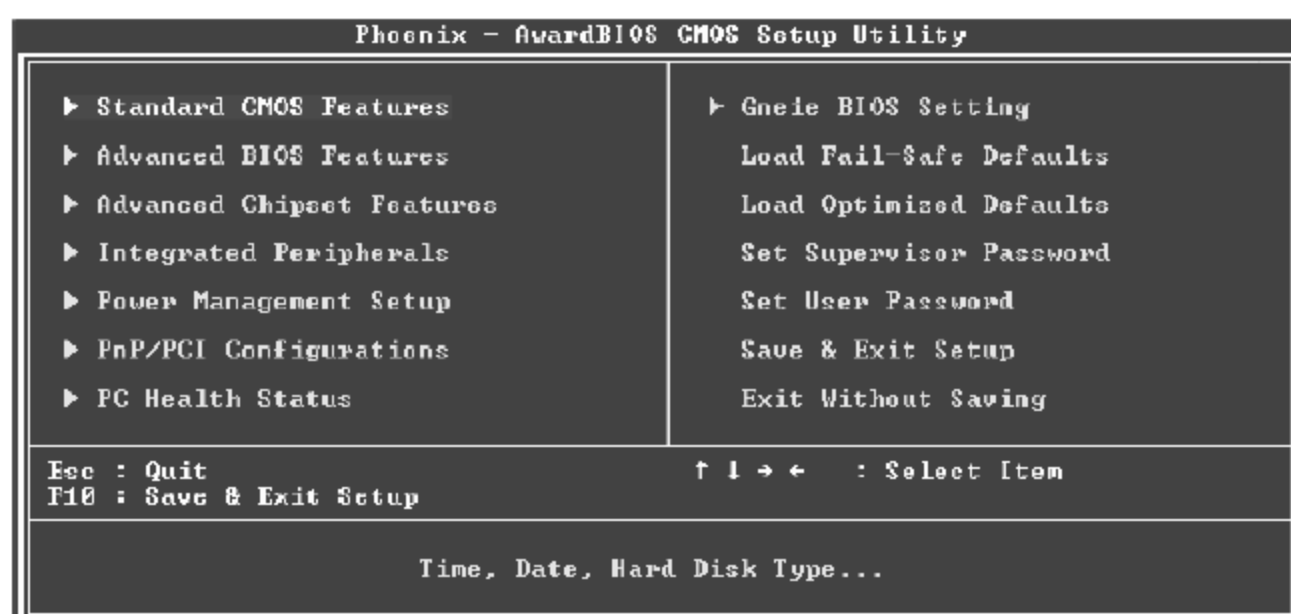 Phoenix - AwardBIOS CMOS Setup Utility
Standard CMOS Features
Advanced BIOS Features
Advanced Chipset Features
Integrated Peripherals
Power Management Setup
PnP/PCI Configurations
PC Health Status
Gneie BIOS Setting
Load Fail-Safe Defaults
Load Optimized Defaults
Set Supervisor Password
Set User Password
Save & Exit Setup
Exit Without Saving
Esc : Quit
F10 : Save & Exit Setup
↑ ↓ → ← : Select Item
Time, Date, Hard Disk Type...